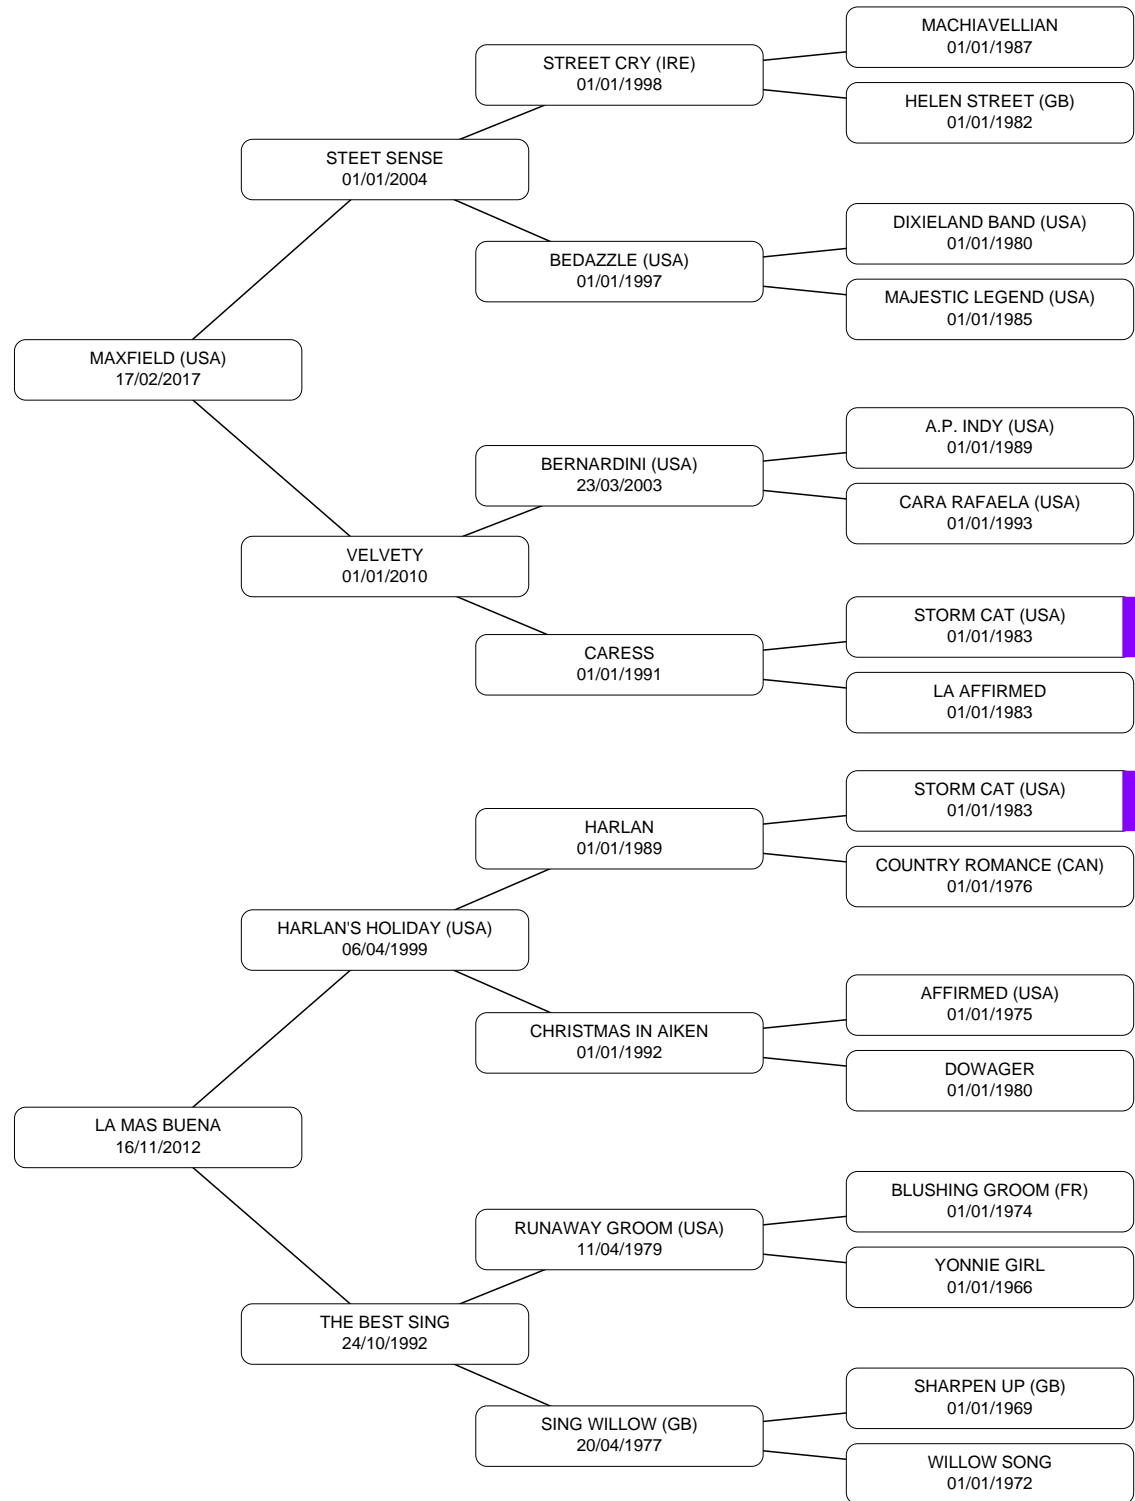 MACHIAVELLIAN
01/01/1987
STREET CRY (IRE)
01/01/1998
HELEN STREET (GB)
01/01/1982
STEET SENSE
01/01/2004
DIXIELAND BAND (USA)
01/01/1980
BEDAZZLE (USA)
01/01/1997
MAJESTIC LEGEND (USA)
01/01/1985
MAXFIELD (USA)
17/02/2017
A.P. INDY (USA)
01/01/1989
BERNARDINI (USA)
23/03/2003
CARA RAFAELA (USA)
01/01/1993
VELVETY
01/01/2010
STORM CAT (USA)
01/01/1983
CARESS
01/01/1991
LA AFFIRMED
01/01/1983
STORM CAT (USA)
01/01/1983
HARLAN
01/01/1989
COUNTRY ROMANCE (CAN)
01/01/1976
HARLAN'S HOLIDAY (USA)
06/04/1999
AFFIRMED (USA)
01/01/1975
CHRISTMAS IN AIKEN
01/01/1992
DOWAGER
01/01/1980
LA MAS BUENA
16/11/2012
BLUSHING GROOM (FR)
01/01/1974
RUNAWAY GROOM (USA)
11/04/1979
YONNIE GIRL
01/01/1966
THE BEST SING
24/10/1992
SHARPEN UP (GB)
01/01/1969
SING WILLOW (GB)
20/04/1977
WILLOW SONG
01/01/1972